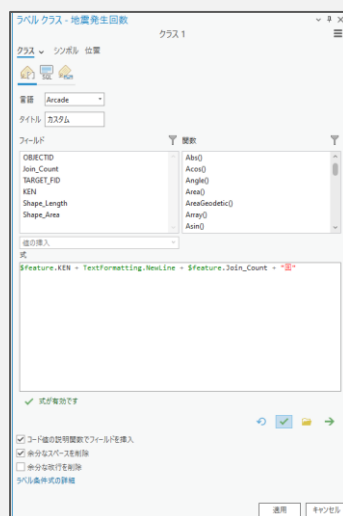 ラベル クラス - 地震発生回数
クラス 1
クラス シンボル 位置
言語 Arcade
タイトル カスタム
フィールド
OBJECTID
Join_Count
TARGET_FID
KEN
Shape_Length
Shape_Area
関数
Abs()
Acos()
Angle()
Area()
AreaGeodetic()
Array()
Asin()
値の挿入
式
$feature.KEN + TextFormatting.NewLine + $feature.Join_Count + "回"
式が有効です
コード値の説明関数でフィールドを挿入
余分なスペースを削除
余分な改行を削除
ラベル条件式の詳細
適用 キャンセル